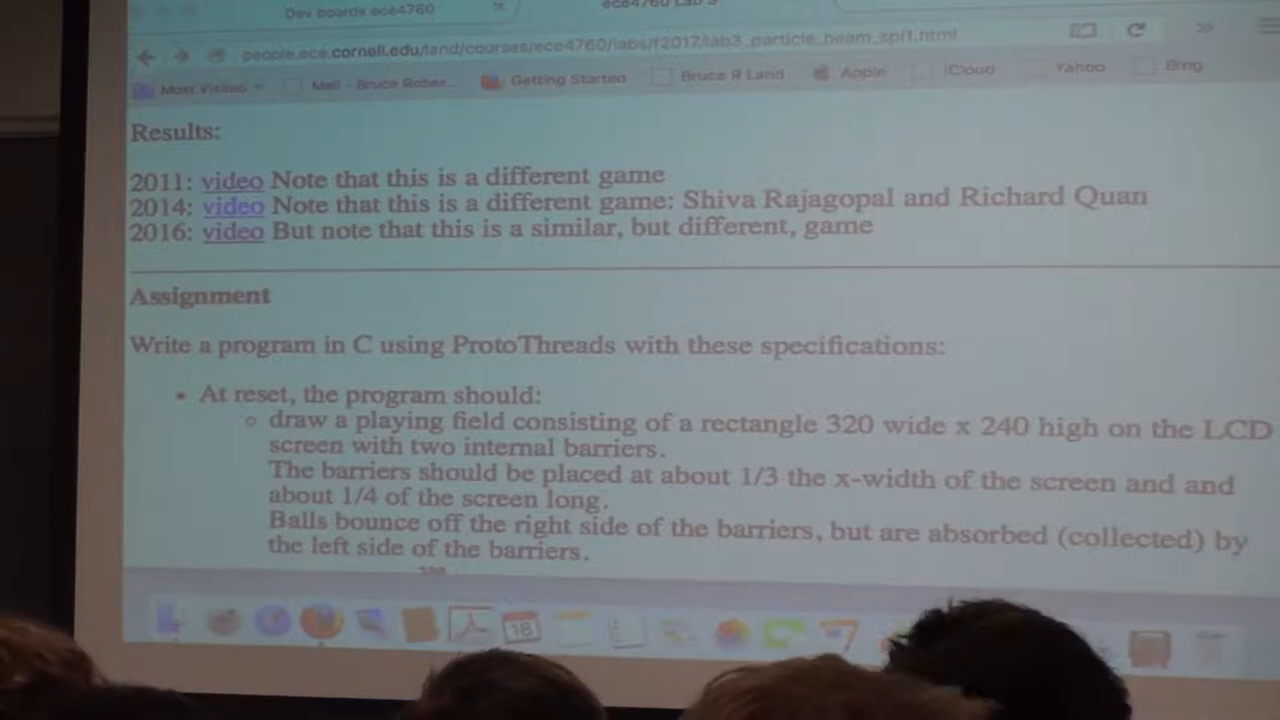 Dev boards ece4760
people.ece.cornell.edu/land/courses/ece4760/labs/f2017/lab3_particle_beam_spi1.html
Most Visited Mail - Bruce Rober... Getting Started Bruce R Land Apple iCloud Yahoo Bing
Results:
2011: video Note that this is a different game
2014: video Note that this is a different game: Shiva Rajagopal and Richard Quan
2016: video But note that this is a similar, but different, game
Assignment
Write a program in C using ProtoThreads with these specifications:
• At reset, the program should:
○ draw a playing field consisting of a rectangle 320 wide x 240 high on the LCD
screen with two internal barriers.
The barriers should be placed at about 1/3 the x-width of the screen and and
about 1/4 of the screen long.
Balls bounce off the right side of the barriers, but are absorbed (collected) by
the left side of the barriers.
18